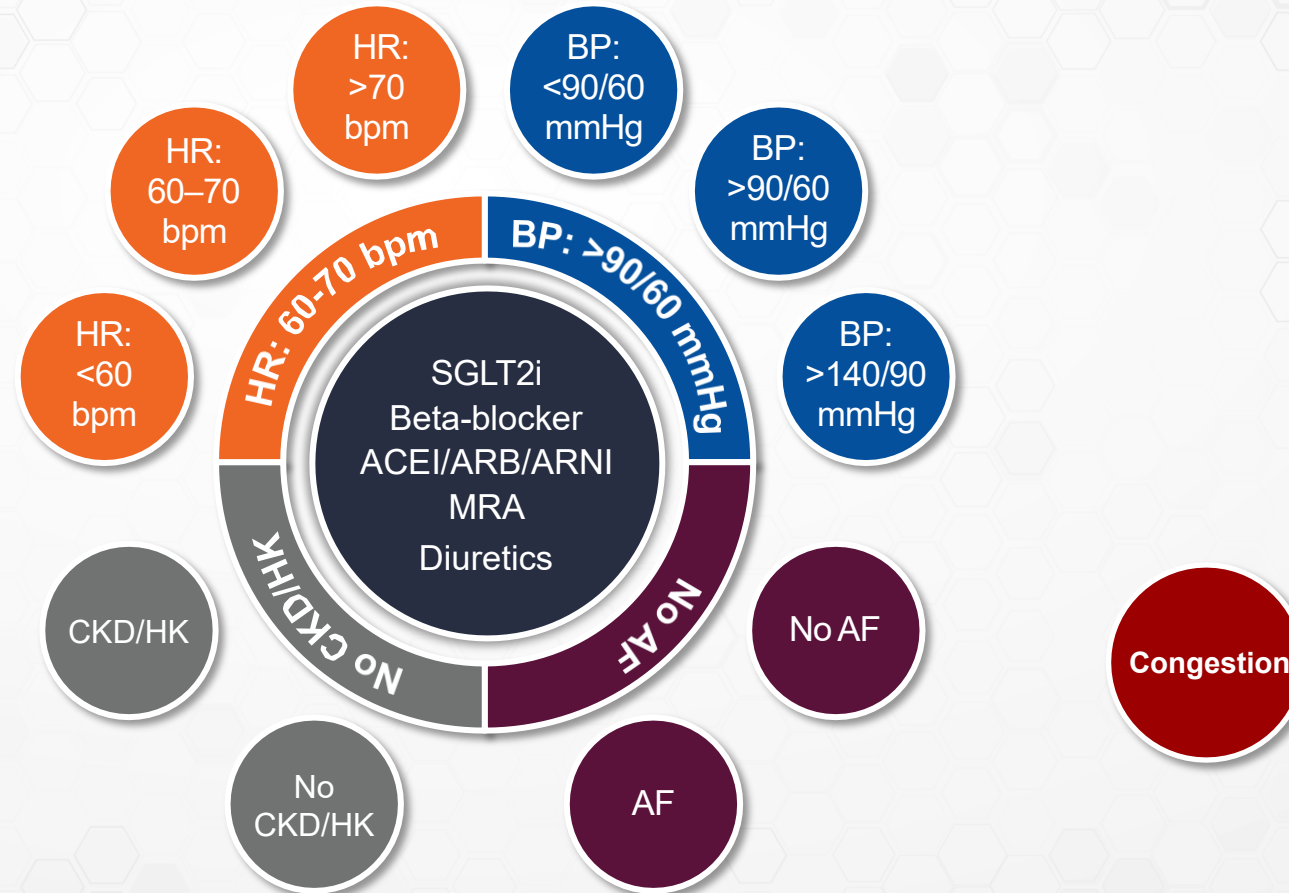 HR:
>70
bpm
BP:
<90/60
mmHg
HR:
60–70
bpm
BP:
>90/60
mmHg
HR:
<60
bpm
BP:
>140/90
mmHg
HR: 60-70 bpm
BP: >90/60 mmHg
No CKD/HK
No AF
SGLT2i
Beta-blocker
ACEI/ARB/ARNI
MRA
Diuretics
CKD/HK
No AF
Congestion
No
CKD/HK
AF